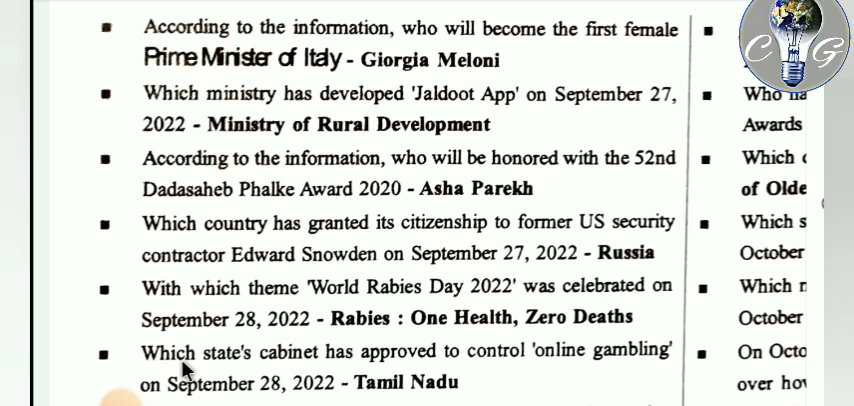 According to the information, who will become the first female
Prime Minister of Italy - Giorgia Meloni
Which ministry has developed 'Jaldoot App' on September 27,
2022 - Ministry of Rural Development
According to the information, who will be honored with the 52nd
Dadasaheb Phalke Award 2020 - Asha Parekh
Which country has granted its citizenship to former US security
contractor Edward Snowden on September 27, 2022 - Russia
With which theme 'World Rabies Day 2022' was celebrated on
September 28, 2022 - Rabies : One Health, Zero Deaths
Which state's cabinet has approved to control 'online gambling'
on September 28, 2022 - Tamil Nadu
C G
Who
Awards
Which
of Olde
Which s
October
Which
October
On Octo
over